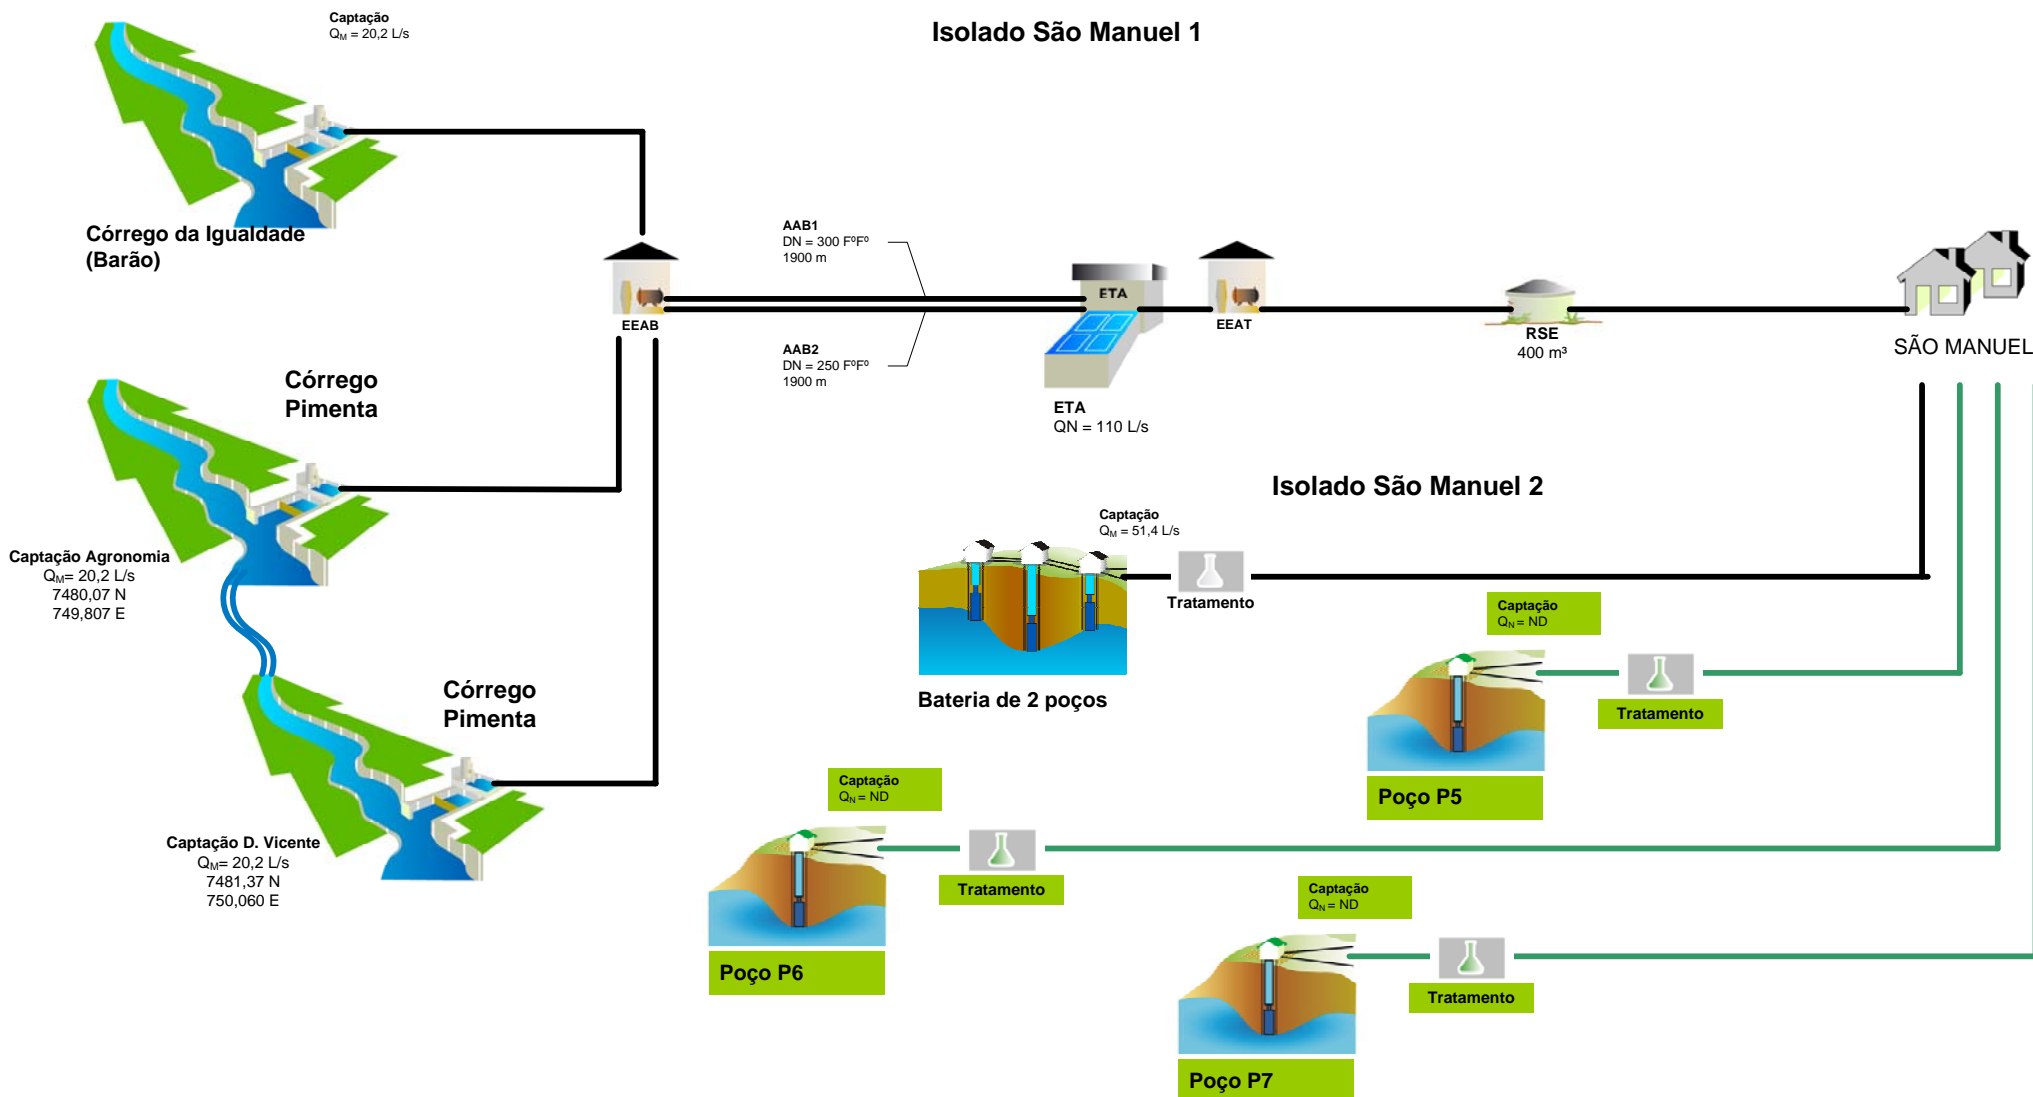 Captação
QM = 20,2 L/s
Isolado São Manuel 1
Córrego da Igualdade
(Barão)
EEAB
AAB1
DN = 300 FºFº
1900 m
AAB2
DN = 250 FºFº
1900 m
ETA
ETA
QN = 110 L/s
EEAT
RSE
400 m³
SÃO MANUEL
Córrego
Pimenta
Captação Agronomia
QM= 20,2 L/s
7480,07 N
749,807 E
Córrego
Pimenta
Captação D. Vicente
QM= 20,2 L/s
7481,37 N
750,060 E
Isolado São Manuel 2
Captação
QM = 51,4 L/s
Tratamento
Bateria de 2 poços
Captação
QN = ND
Tratamento
Poço P5
Captação
QN = ND
Tratamento
Poço P6
Captação
QN = ND
Tratamento
Poço P7